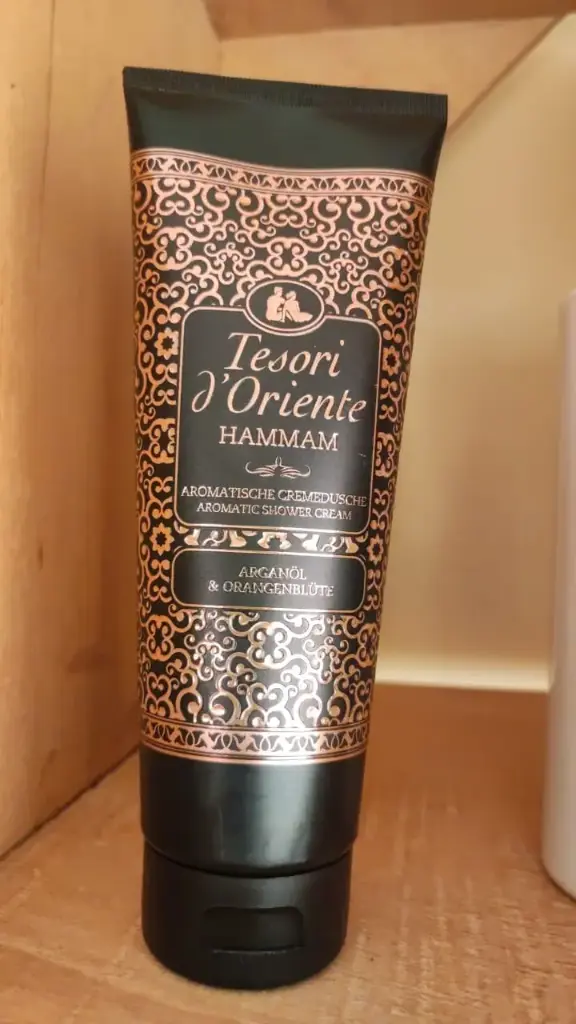 Tesori
d'Oriente
HAMMAM
AROMATISCHE CREMEDUSCHE
AROMATIC SHOWER CREAM
ARGANÖL
& ORANGENBLÜTE